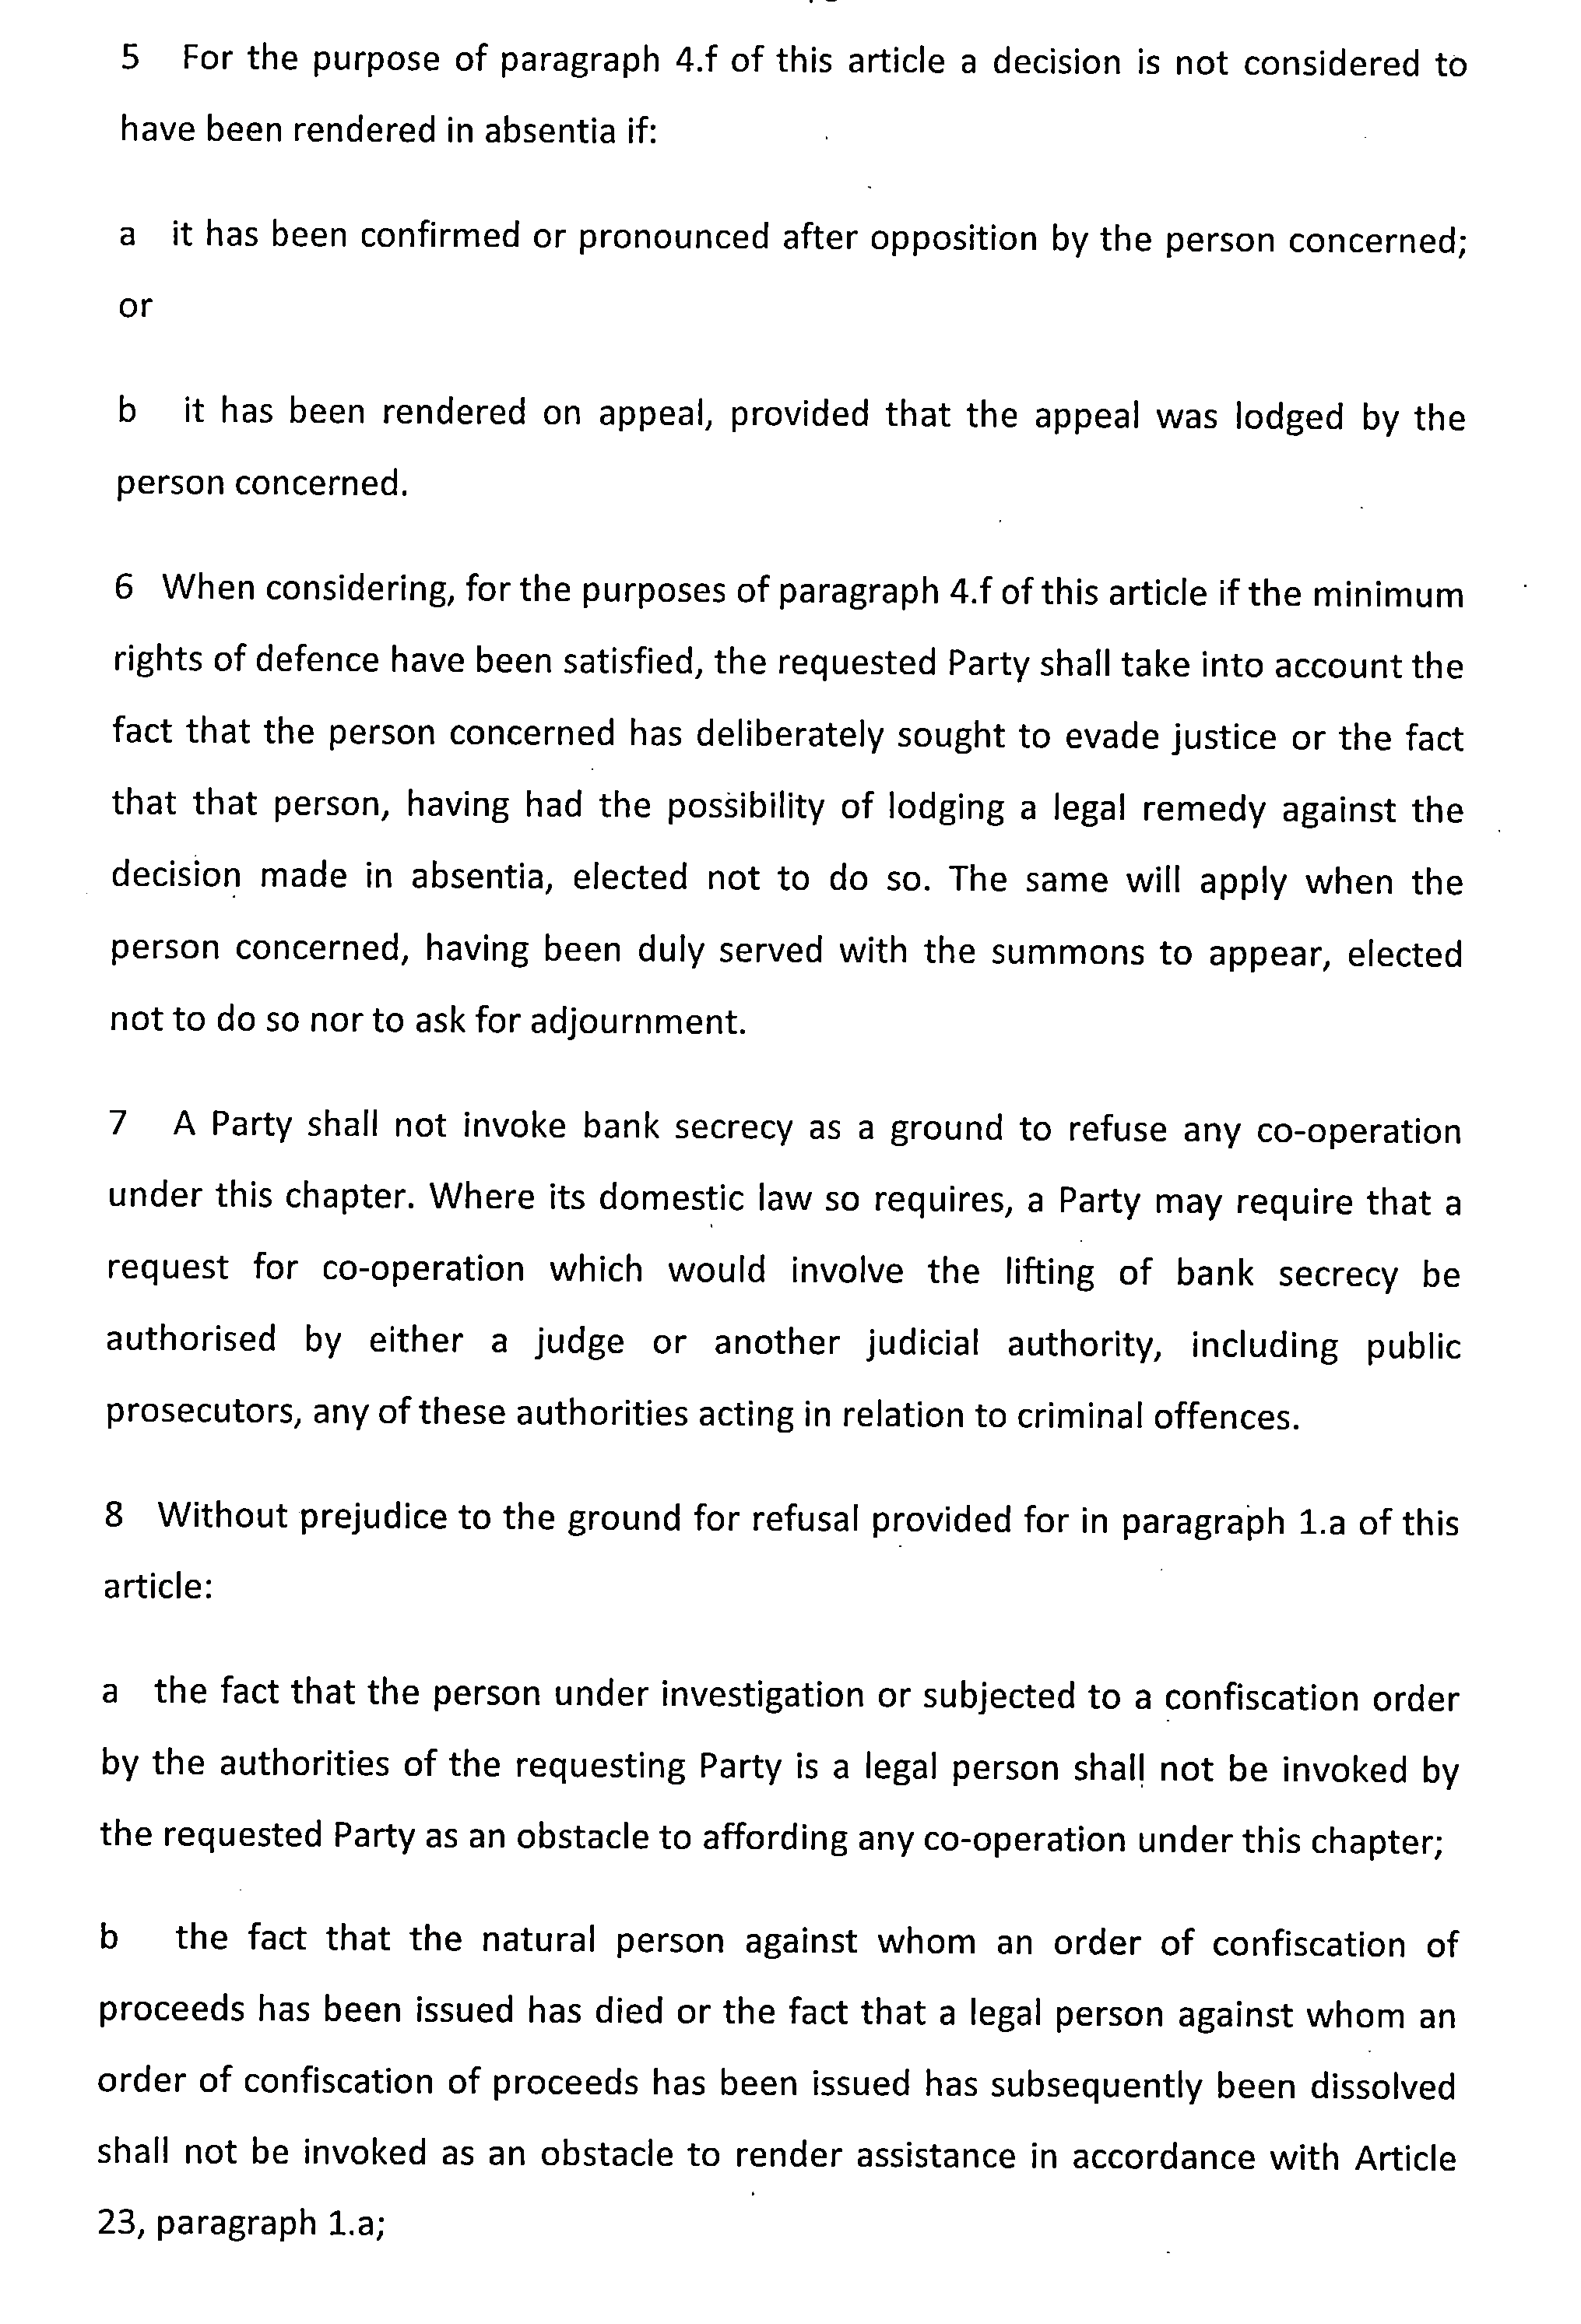 5 For the purpose of paragraph 4.f of this article a decision is not considered to
have been rendered in absentia if:
a it has been confirmed or pronounced after opposition by the person concerned;
or
b it has been rendered on appeal, provided that the appeal was lodged by the
person concerned.
6 When considering, for the purposes of paragraph 4.f of this article if the minimum
rights of defence have been satisfied, the requested Party shall take into account the
fact that the person concerned has deliberately sought to evade justice or the fact
that that person, having had the possibility of lodging a legal remedy against the
decision made in absentia, elected not to do so. The same will apply when the
person concerned, having been duly served with the summons to appear, elected
not to do so nor to ask for adjournment.
7 A Party shall not invoke bank secrecy as a ground to refuse any co-operation
under this chapter. Where its domestic law so requires, a Party may require that a
request for co-operation which would involve the lifting of bank secrecy be
authorised by either a judge or another judicial authority, including public
prosecutors, any of these authorities acting in relation to criminal offences.
8 Without prejudice to the ground for refusal provided for in paragraph 1.a of this
article:
a the fact that the person under investigation or subjected to a confiscation order
by the authorities of the requesting Party is a legal person shall not be invoked by
the requested Party as an obstacle to affording any co-operation under this chapter;
b the fact that the natural person against whom an order of confiscation of
proceeds has been issued has died or the fact that a legal person against whom an
order of confiscation of proceeds has been issued has subsequently been dissolved
shall not be invoked as an obstacle to render assistance in accordance with Article
23, paragraph 1.a;